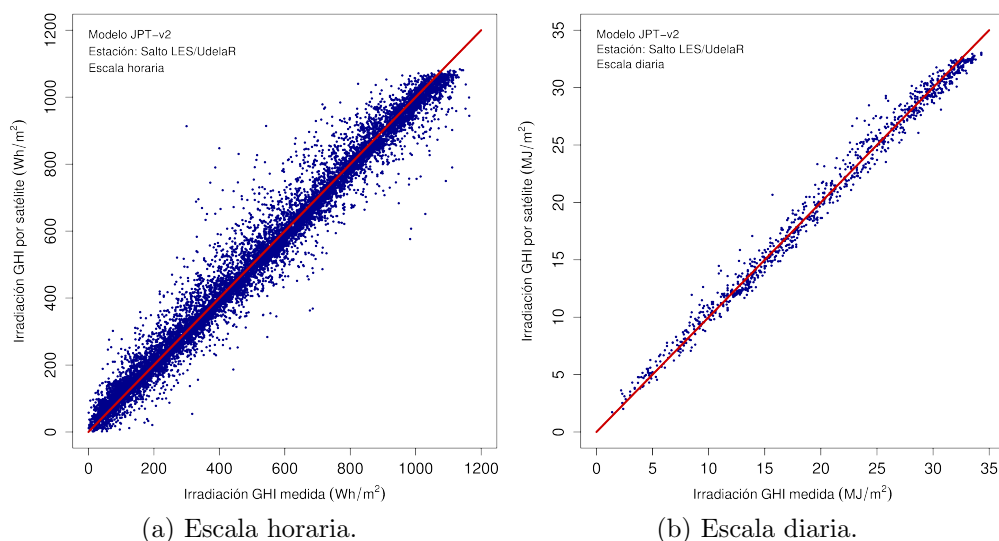 Modelo JPT−v2
Estación: Salto LES/UdelaR
Escala horaria
Irradiación GHI por satélite (Wh/m²)
0 200 400 600 800 1000 1200
0 200 400 600 800 1000 1200
Irradiación GHI medida (Wh/m²)
(a) Escala horaria.
Modelo JPT−v2
Estación: Salto LES/UdelaR
Escala diaria
Irradiación GHI por satélite (MJ/m²)
0 5 10 15 20 25 30 35
0 5 10 15 20 25 30 35
Irradiación GHI medida (MJ/m²)
(b) Escala diaria.